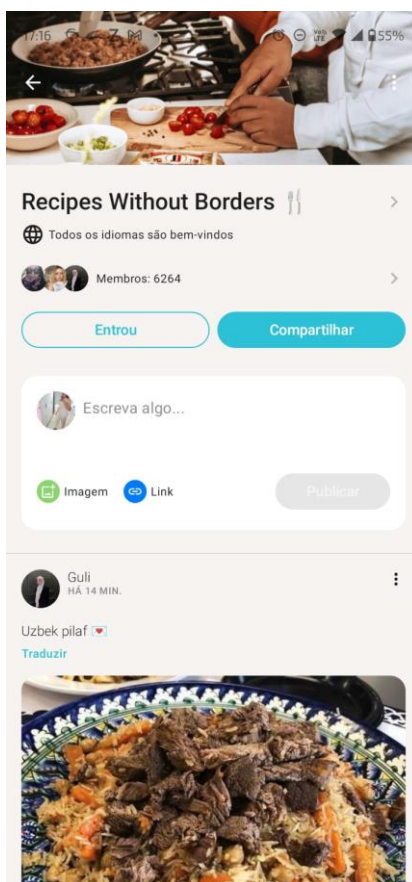 17:16
VoLTE 55%
Recipes Without Borders
Todos os idiomas são bem-vindos
Membros: 6264
Entrou
Compartilhar
Escreva algo...
Imagem
Link
Publicar
Guli
HÁ 14 MIN.
Uzbek pilaf
Traduzir